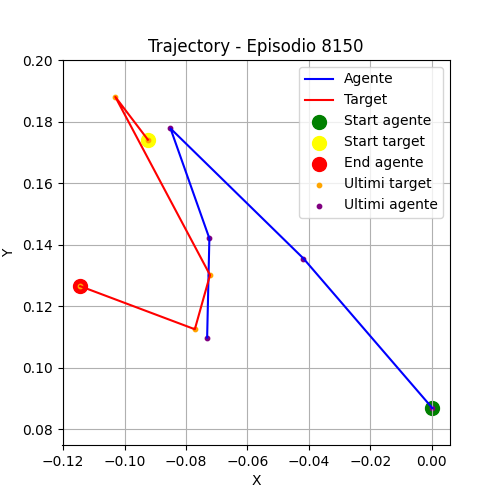 Trajectory - Episodio 8150
0.20
0.18
0.16
0.14
0.12
0.10
0.08
Y
−0.12
−0.10
−0.08
−0.06
−0.04
−0.02
0.00
X
Agente
Target
Start agente
Start target
End agente
Ultimi target
Ultimi agente